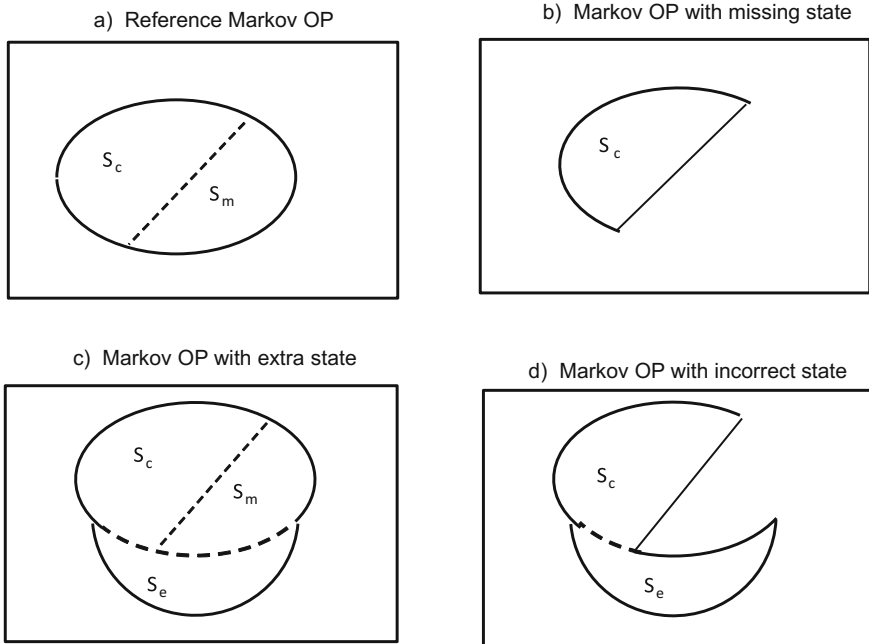 a) Reference Markov OP
b) Markov OP with missing state
S_c
S_m
S_c
c) Markov OP with extra state
d) Markov OP with incorrect state
S_c
S_m
S_e
S_c
S_e